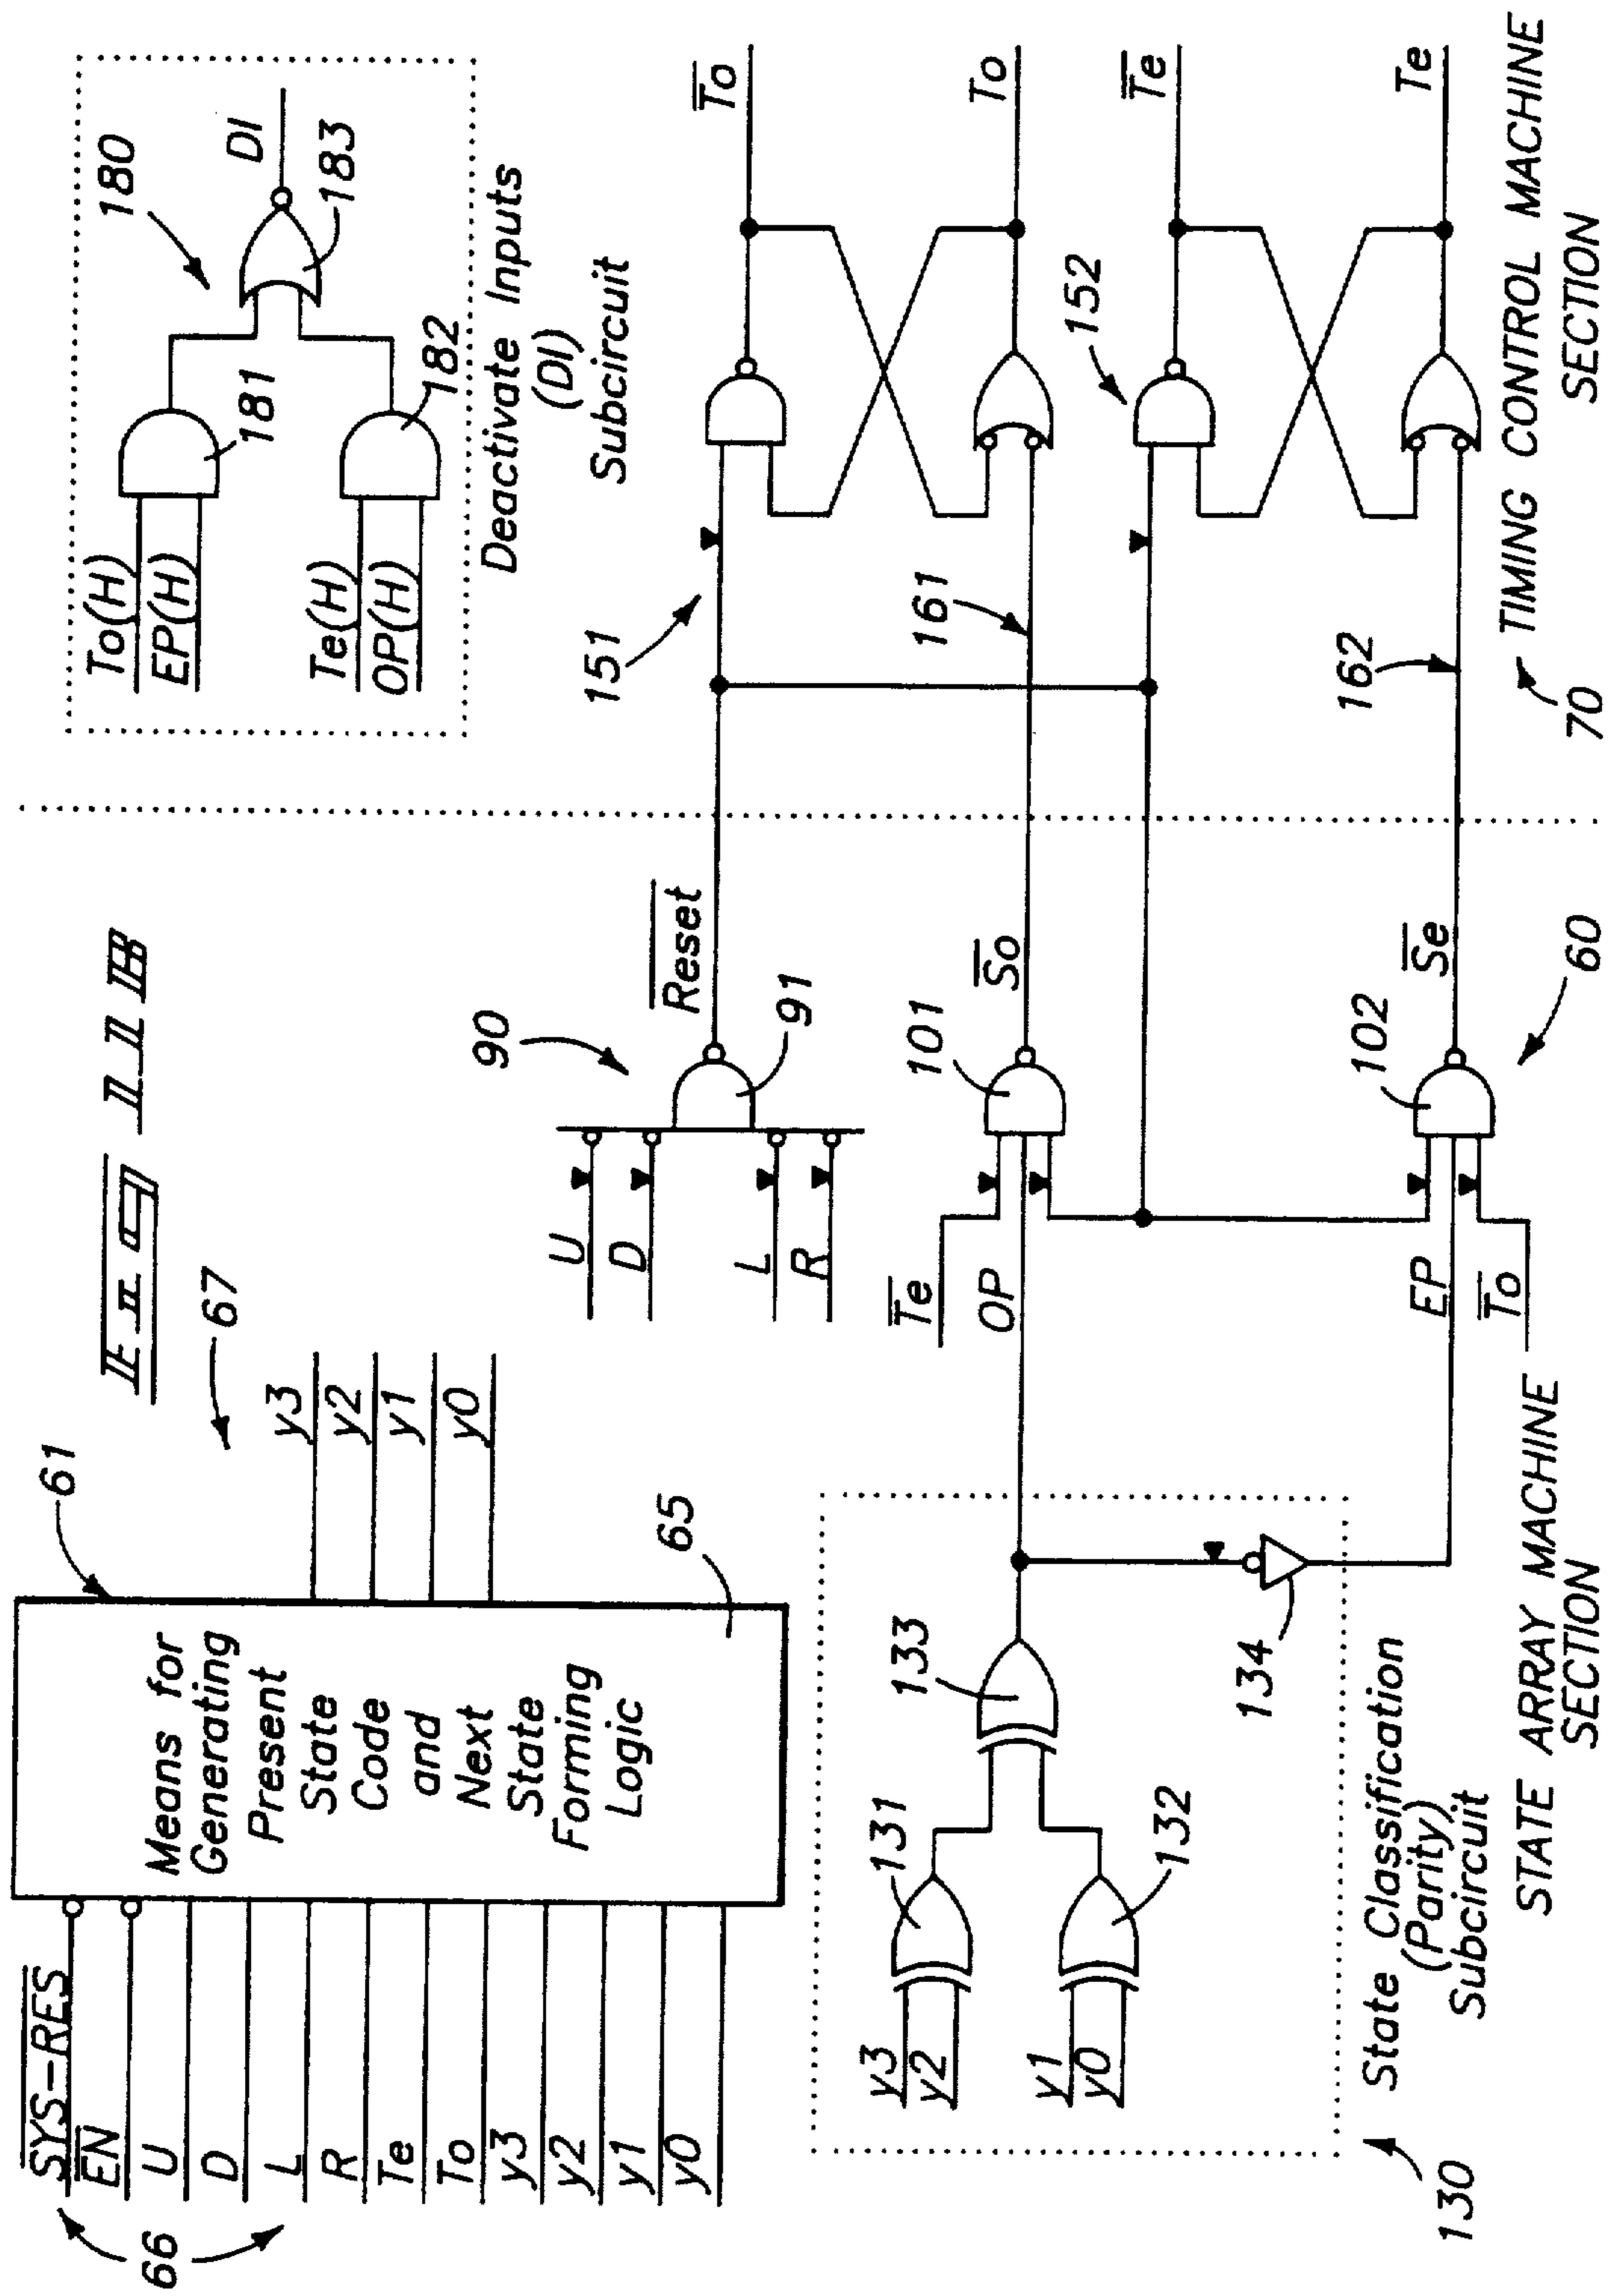 Fig 11B
61
SYS-RES
EN
U
D
L
R
Te
To
y3
y2
y1
y0
66
Means for
Generating
Present
State
Code
and
Next
State
Forming
Logic
65
67
y3
y2
y1
y0
y3
y2
y1
y0
131
132
133
134
130
State Classification
(Parity)
Subcircuit
STATE ARRAY MACHINE
SECTION
90
U
D
L
R
91
Reset
Te
OP
101
So
EP
To
102
Se
60
To(H)
EP(H)
Te(H)
OP(H)
181
182
180
183
DI
Deactivate Inputs
(DI)
Subcircuit
151
161
152
162
To
To
Te
Te
70
TIMING CONTROL MACHINE
SECTION